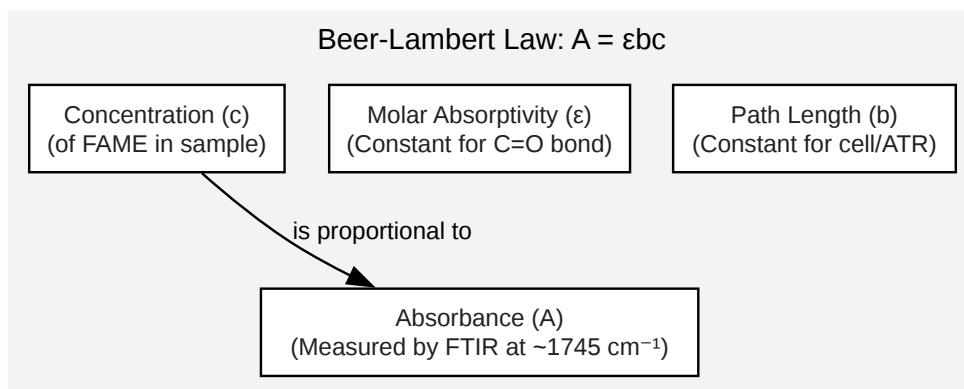 Beer-Lambert Law: A = εbc
Concentration (c)
(of FAME in sample)
Molar Absorptivity (ε)
(Constant for C=O bond)
Path Length (b)
(Constant for cell/ATR)
is proportional to
Absorbance (A)
(Measured by FTIR at ~1745 cm⁻¹)